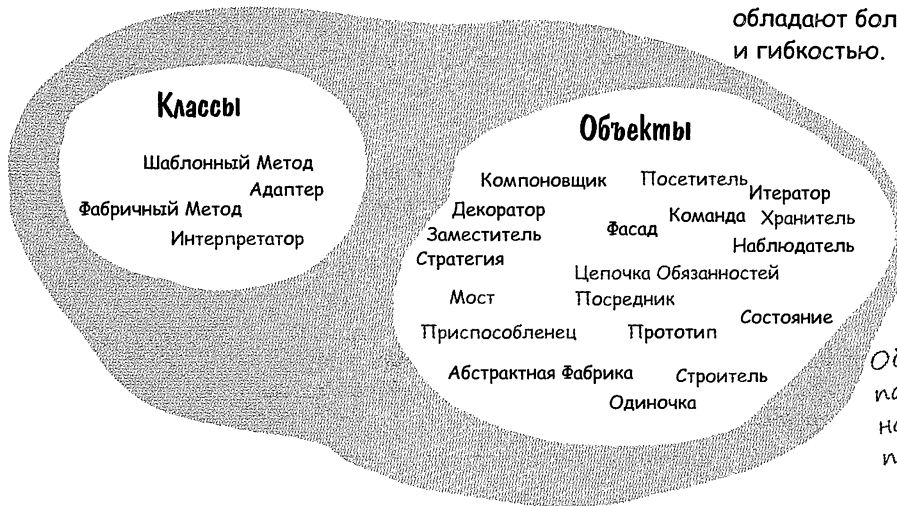 обладают бол
и гибкостью.
Классы
Шаблонный Метод
Адаптер
Фабричный Метод
Интерпретатор
Объекты
Компоновщик Посетитель Итератор
Декоратор Фасад Команда Хранитель
Заместитель Наблюдатель
Стратегия Цепочка Обязанностей
Мост Посредник
Приспособленец Прототип Состояние
Абстрактная Фабрика Строитель
Одиночка